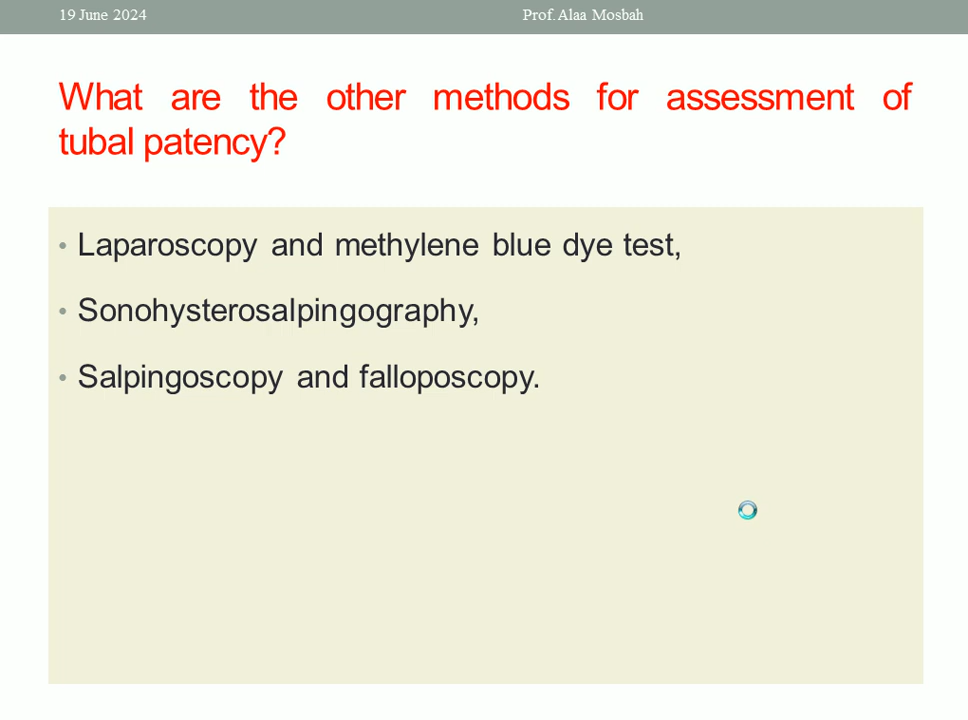 19 June 2024 Prof. Alaa Mosbah
What are the other methods for assessment of
tubal patency?
• Laparoscopy and methylene blue dye test,
• Sonohysterosalpingography,
• Salpingoscopy and falloposcopy.